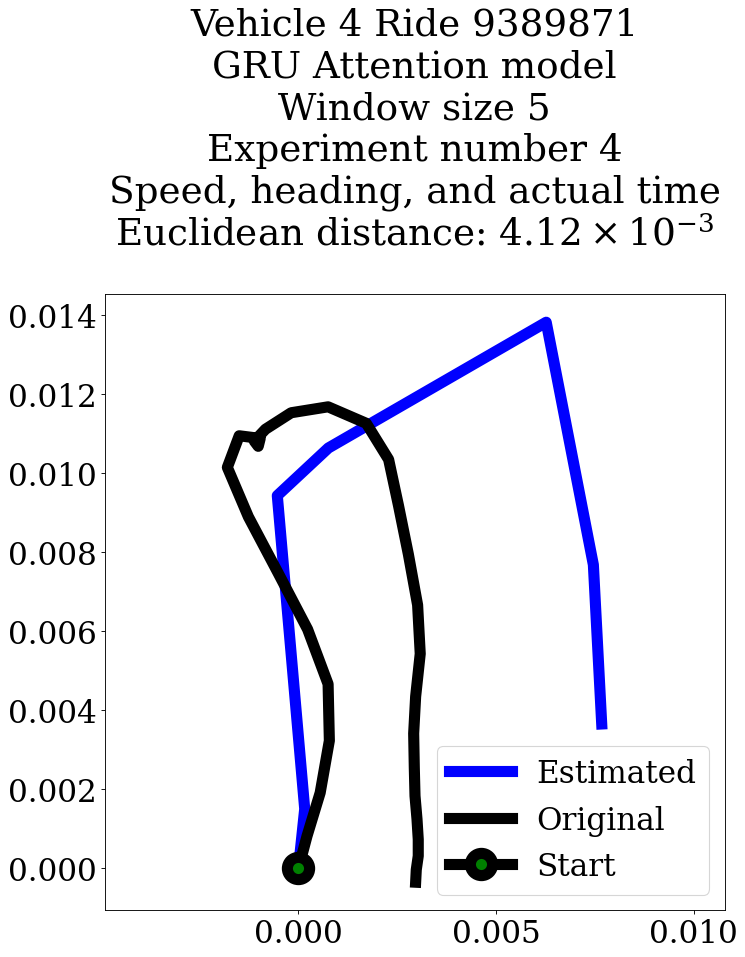 Vehicle 4 Ride 9389871
GRU Attention model
Window size 5
Experiment number 4
Speed, heading, and actual time
Euclidean distance: 4.12 × 10⁻³
0.014
0.012
0.010
0.008
0.006
0.004
0.002
0.000
Estimated
Original
Start
0.000 0.005 0.010